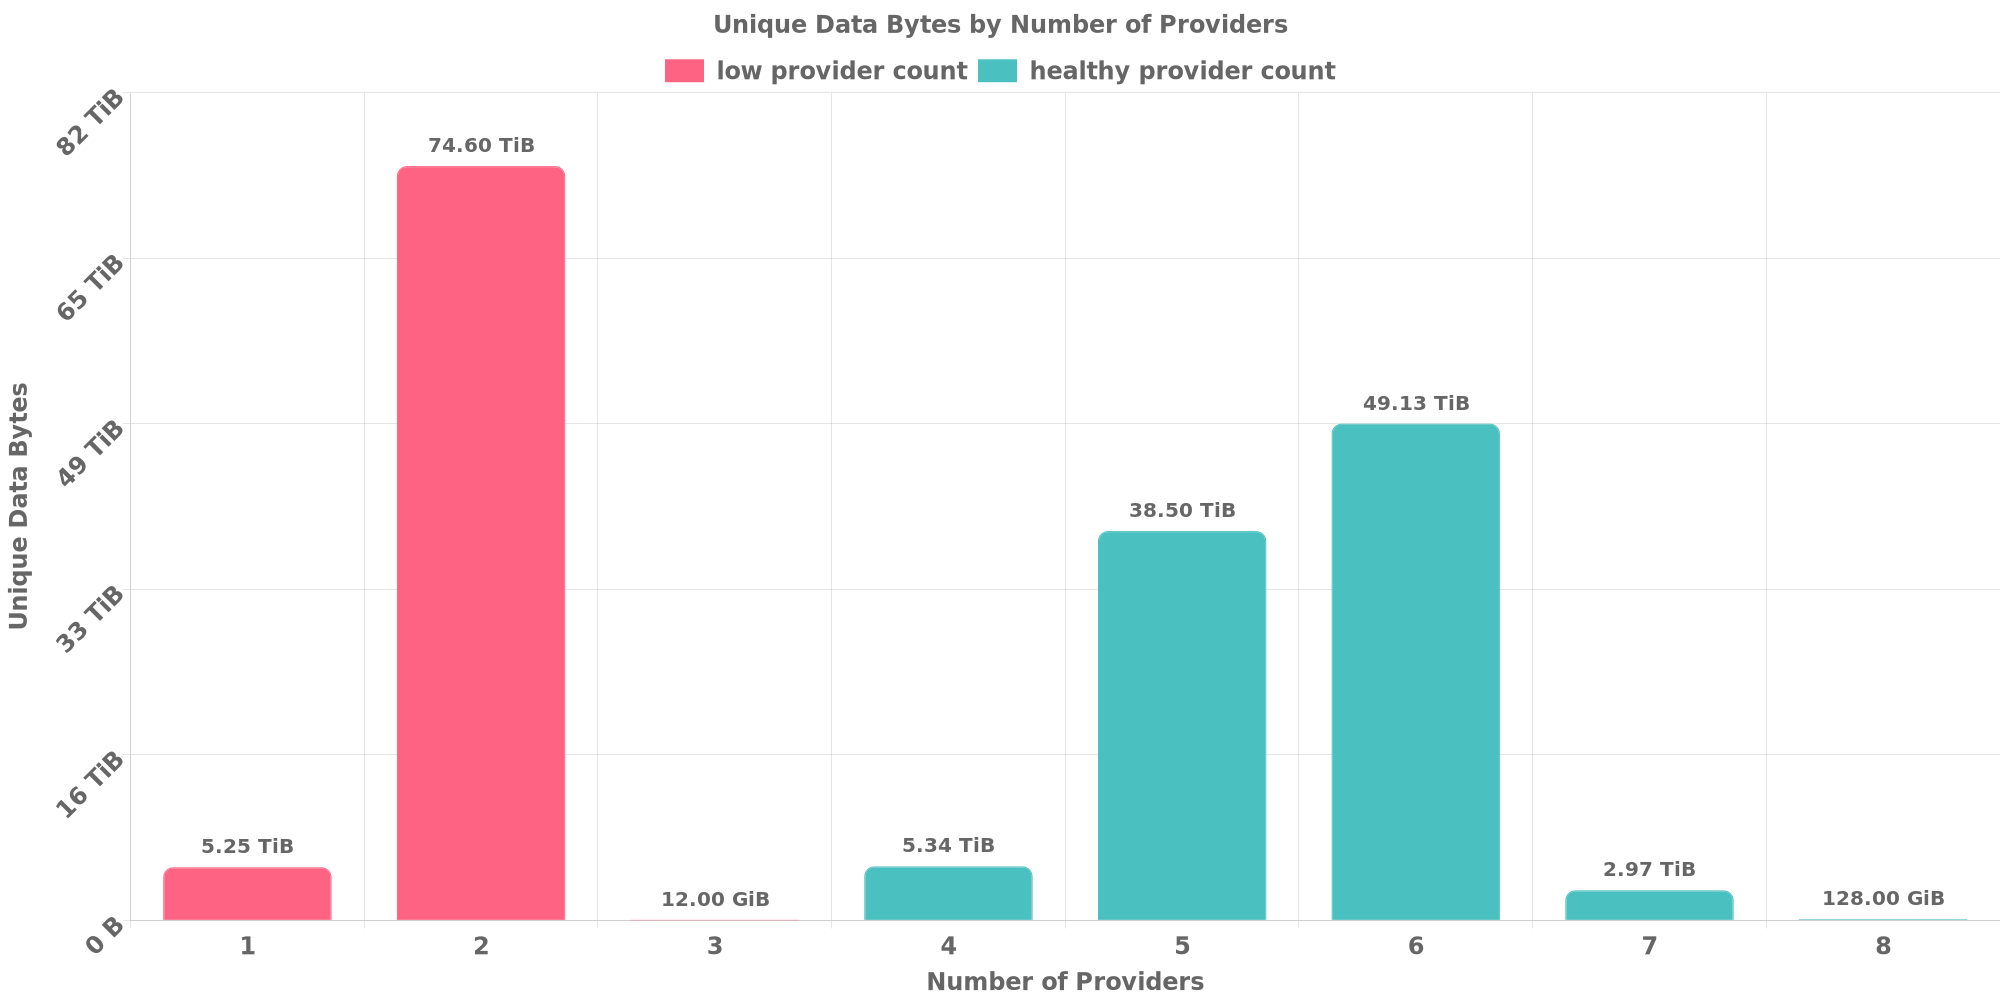 Unique Data Bytes by Number of Providers
low provider count healthy provider count
82 TiB
65 TiB
49 TiB
33 TiB
16 TiB
0 B
Unique Data Bytes
5.25 TiB
74.60 TiB
12.00 GiB
5.34 TiB
38.50 TiB
49.13 TiB
2.97 TiB
128.00 GiB
1 2 3 4 5 6 7 8
Number of Providers